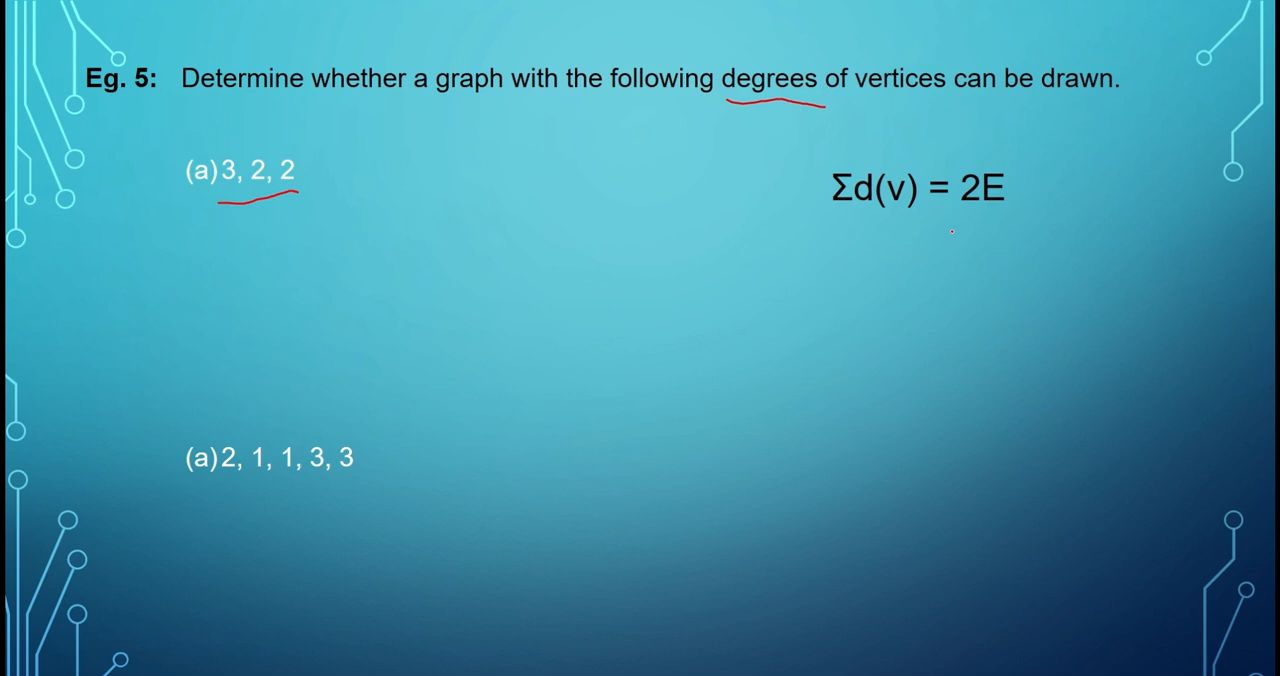 Eg. 5: Determine whether a graph with the following degrees of vertices can be drawn.
(a)3, 2, 2
Σd(v) = 2E
(a)2, 1, 1, 3, 3